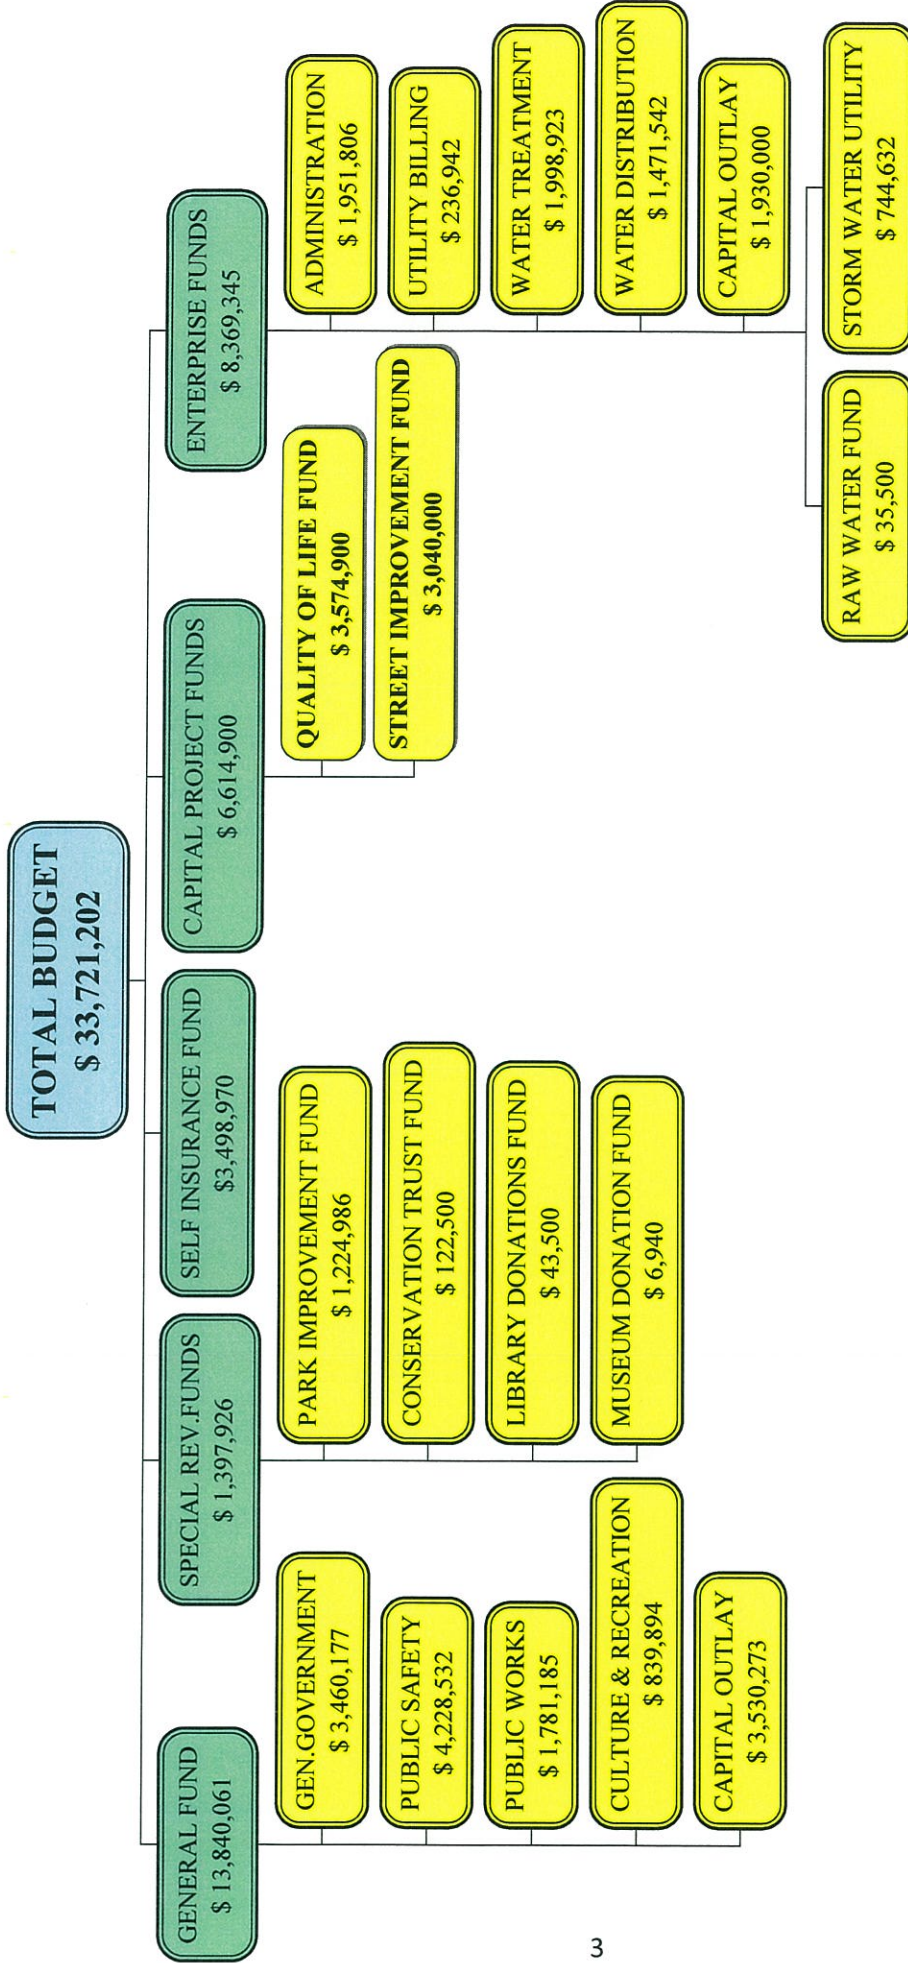 TOTAL BUDGET
$ 33,721,202
GENERAL FUND
$ 13,840,061
SPECIAL REV.FUNDS
$ 1,397,926
SELF INSURANCE FUND
$3,498,970
CAPITAL PROJECT FUNDS
$ 6,614,900
ENTERPRISE FUNDS
$ 8,369,345
GEN.GOVERNMENT
$ 3,460,177
PUBLIC SAFETY
$ 4,228,532
PUBLIC WORKS
$ 1,781,185
CULTURE & RECREATION
$ 839,894
CAPITAL OUTLAY
$ 3,530,273
PARK IMPROVEMENT FUND
$ 1,224,986
CONSERVATION TRUST FUND
$ 122,500
LIBRARY DONATIONS FUND
$ 43,500
MUSEUM DONATION FUND
$ 6,940
QUALITY OF LIFE FUND
$ 3,574,900
STREET IMPROVEMENT FUND
$ 3,040,000
ADMINISTRATION
$ 1,951,806
UTILITY BILLING
$ 236,942
WATER TREATMENT
$ 1,998,923
WATER DISTRIBUTION
$ 1,471,542
CAPITAL OUTLAY
$ 1,930,000
RAW WATER FUND
$ 35,500
STORM WATER UTILITY
$ 744,632
3